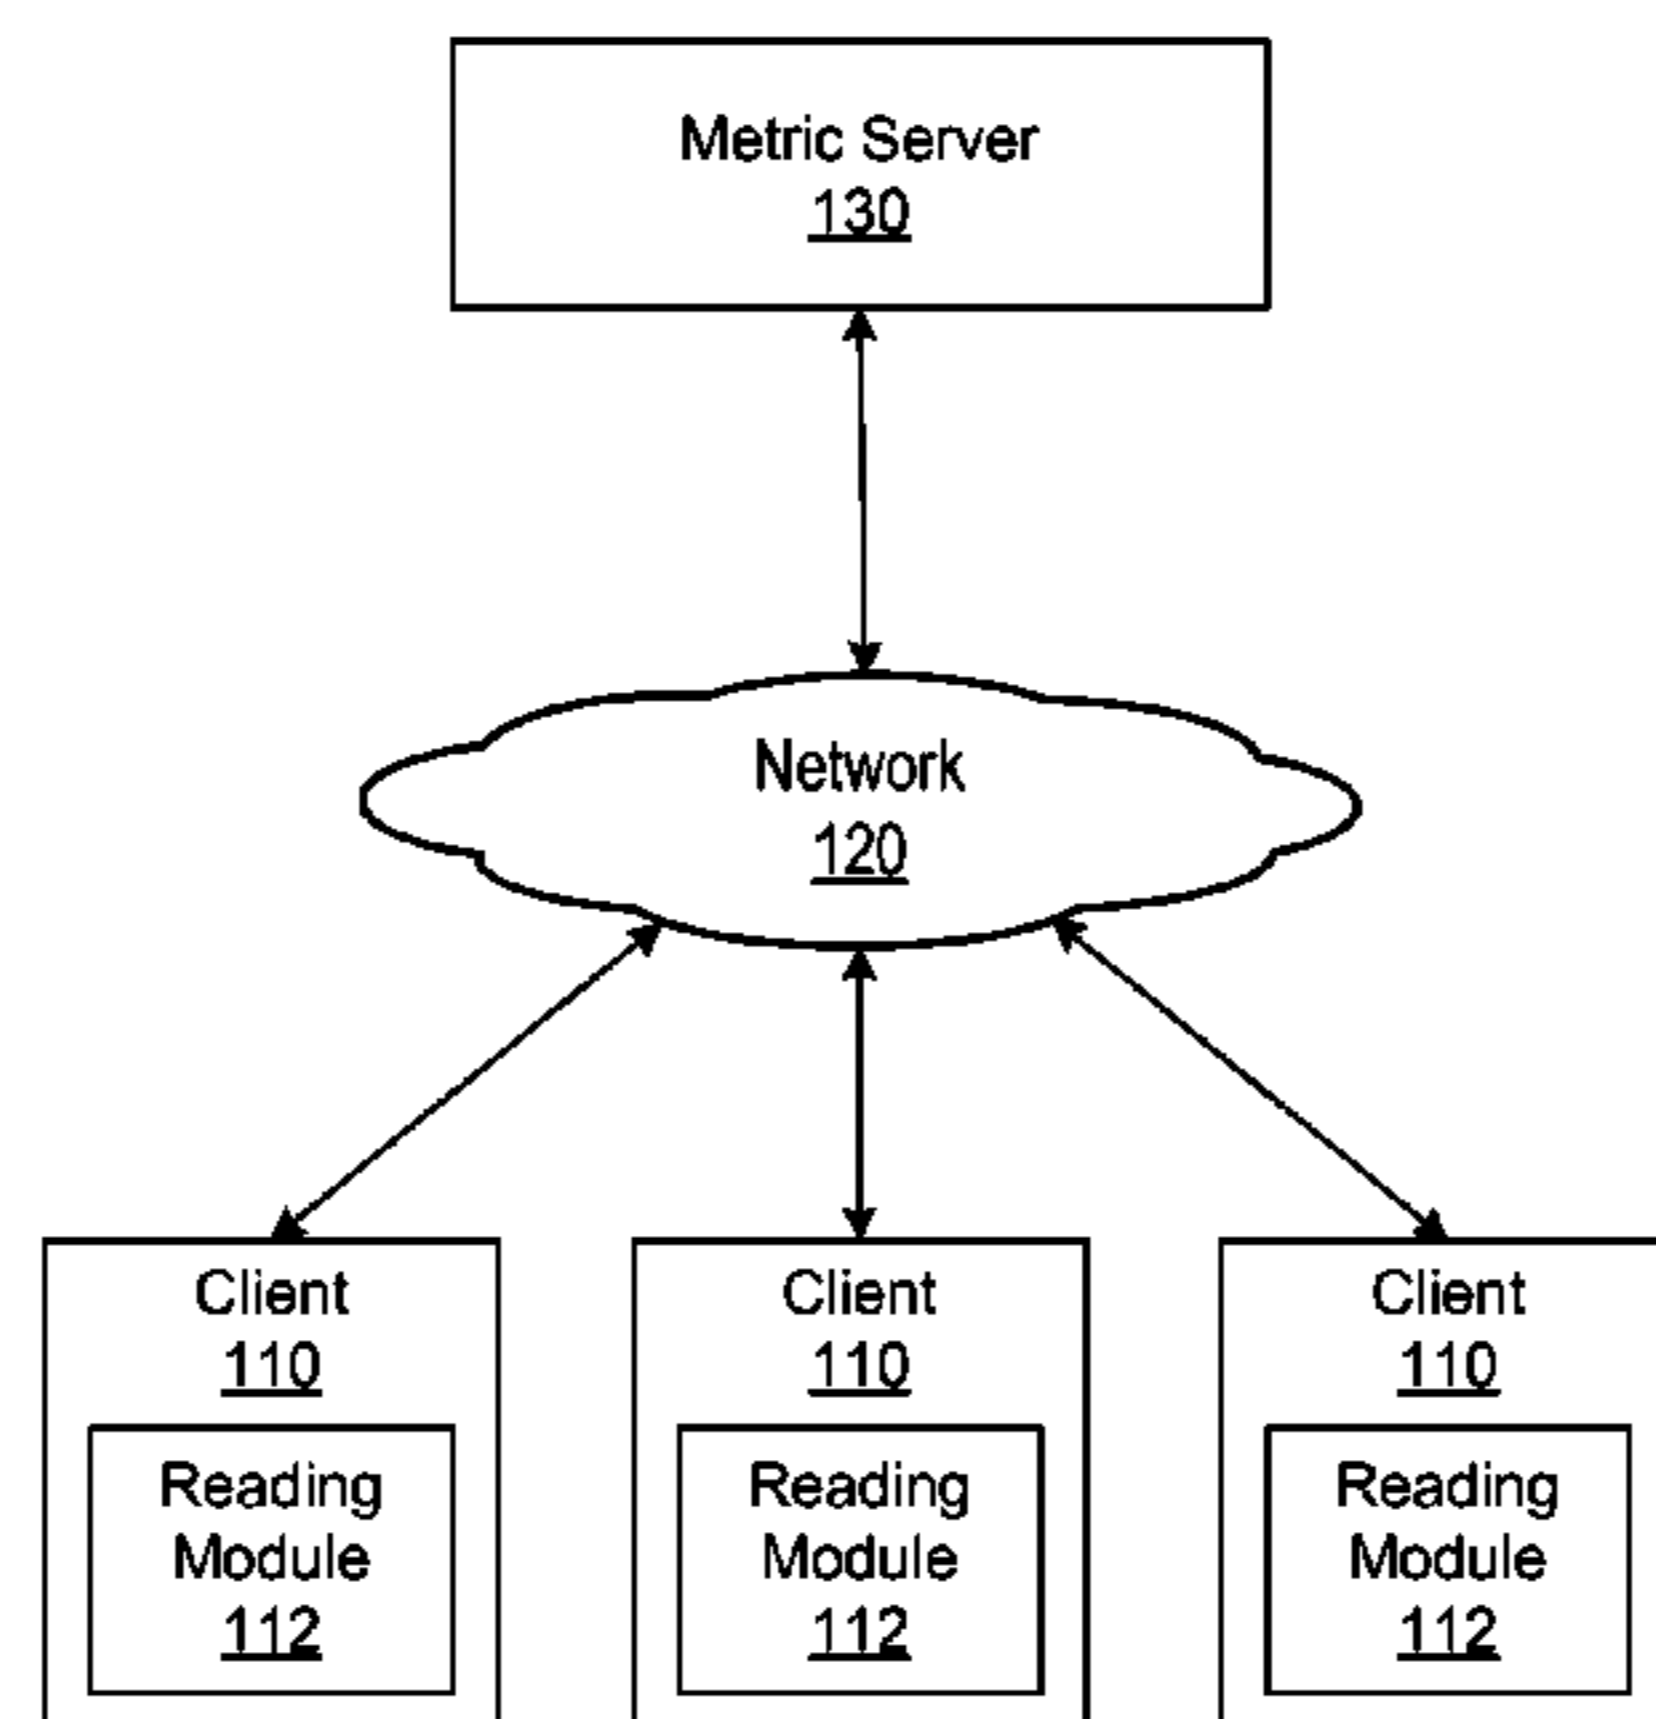 Metric Server
130
Network
120
Client
110
Reading
Module
112
Client
110
Reading
Module
112
Client
110
Reading
Module
112